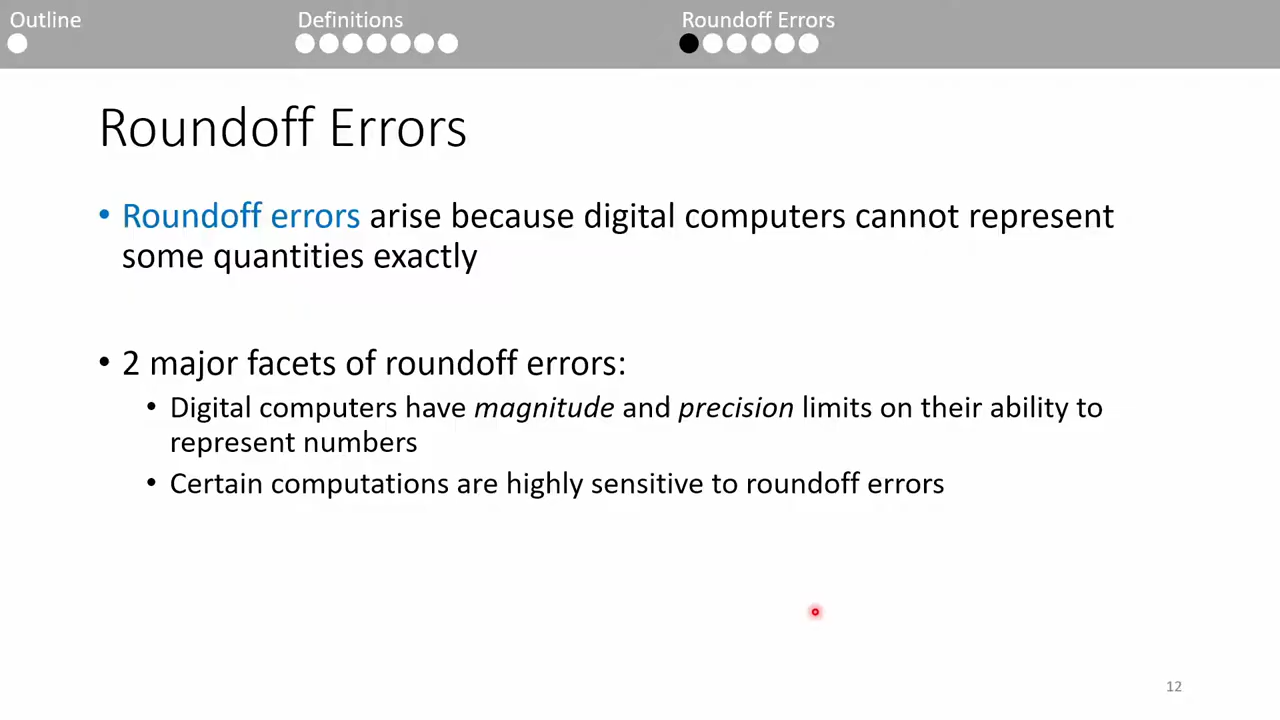 Outline
Definitions
Roundoff Errors
Roundoff Errors
• Roundoff errors arise because digital computers cannot represent
some quantities exactly
• 2 major facets of roundoff errors:
• Digital computers have magnitude and precision limits on their ability to
represent numbers
• Certain computations are highly sensitive to roundoff errors
12